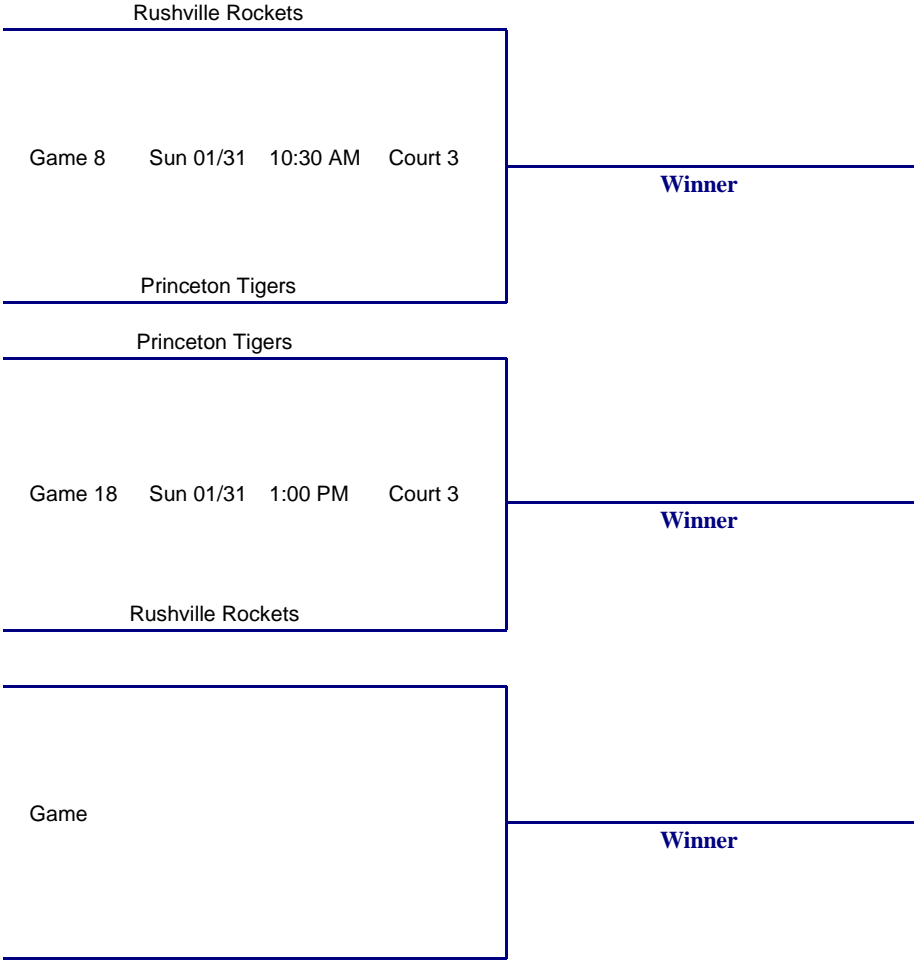 Rushville Rockets
Game 8 Sun 01/31 10:30 AM Court 3
Winner
Princeton Tigers
Princeton Tigers
Game 18 Sun 01/31 1:00 PM Court 3
Winner
Rushville Rockets
Game
Winner